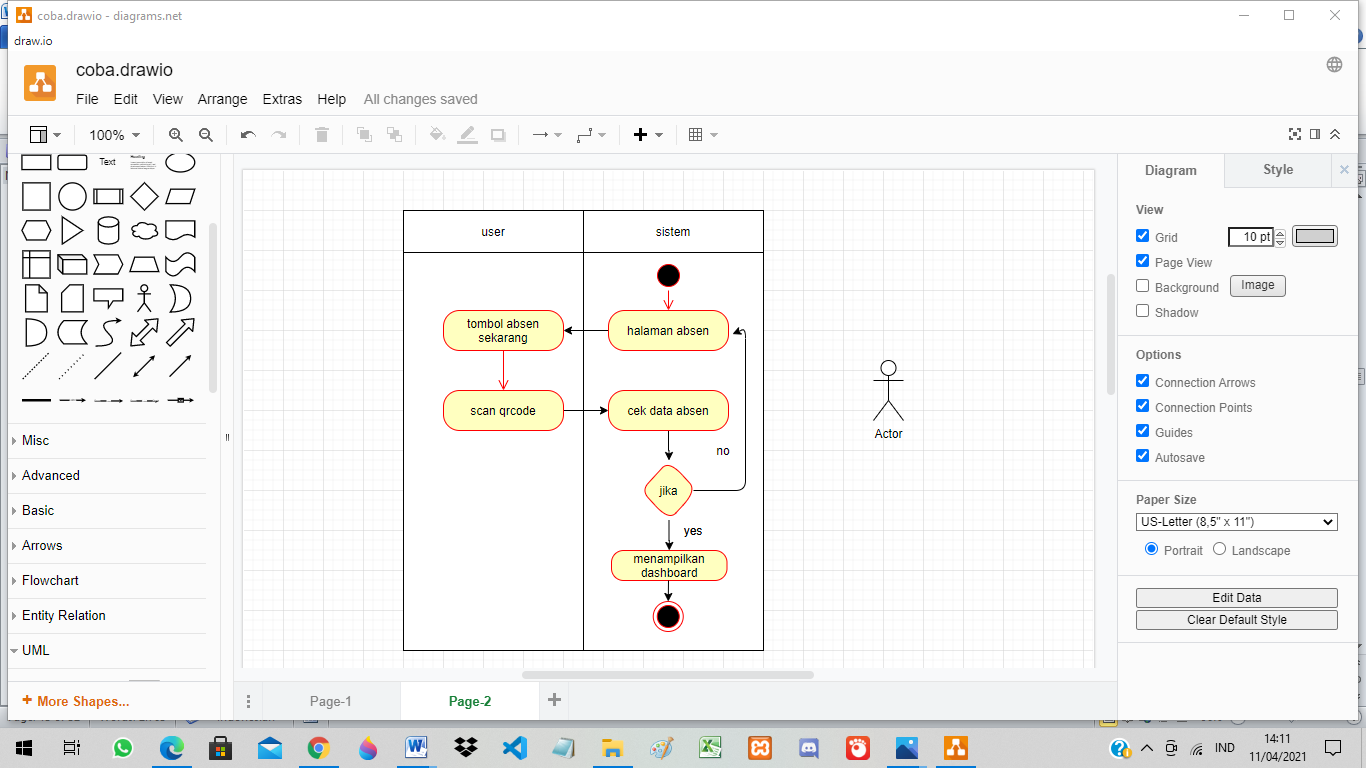 coba.drawio - diagrams.net
draw.io
coba.drawio
File Edit View Arrange Extras Help All changes saved
100%
Text
Heading
Misc
Advanced
Basic
Arrows
Flowchart
Entity Relation
UML
+ More Shapes...
user
sistem
tombol absen
sekarang
halaman absen
scan qrcode
cek data absen
no
jika
yes
menampilkan
dashboard
Actor
Page-1
Page-2
Diagram
Style
View
Grid
10 pt
Page View
Background
Image
Shadow
Options
Connection Arrows
Connection Points
Guides
Autosave
Paper Size
US-Letter (8,5" x 11")
Portrait
Landscape
Edit Data
Clear Default Style
IND
14:11
11/04/2021